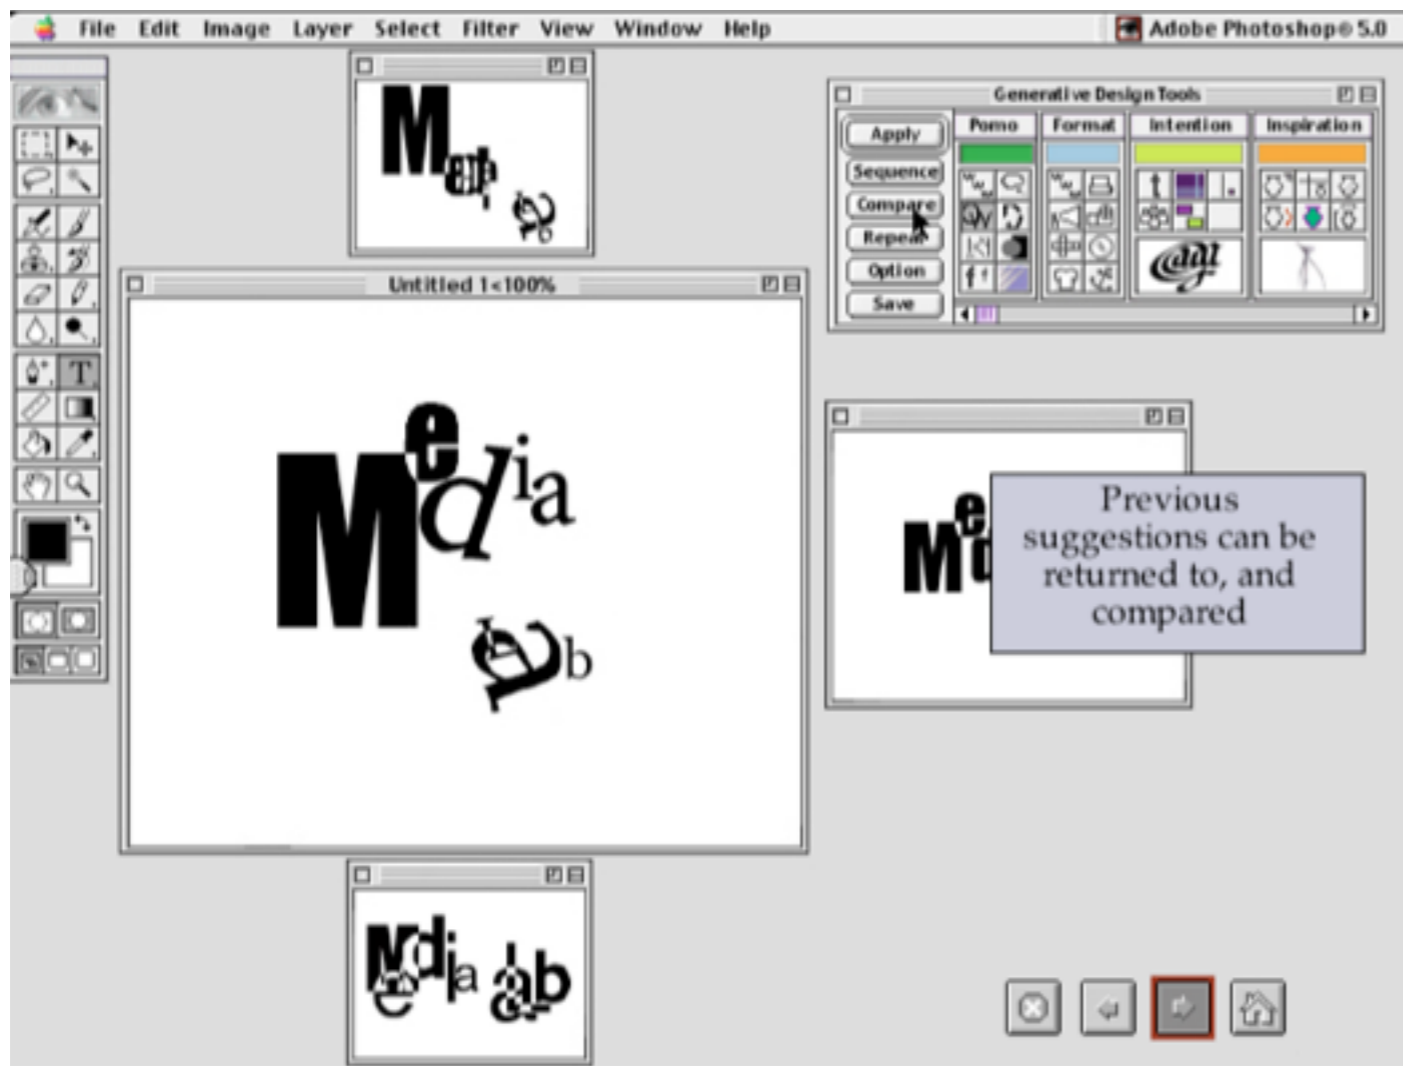 File Edit Image Layer Select Filter View Window Help
Adobe Photoshop® 5.0
Generative Design Tools
Apply
Sequence
Compare
Repeat
Option
Save
Pomo Format Intention Inspiration
Untitled 1<100%
Media
b
Previous
suggestions can be
returned to, and
compared